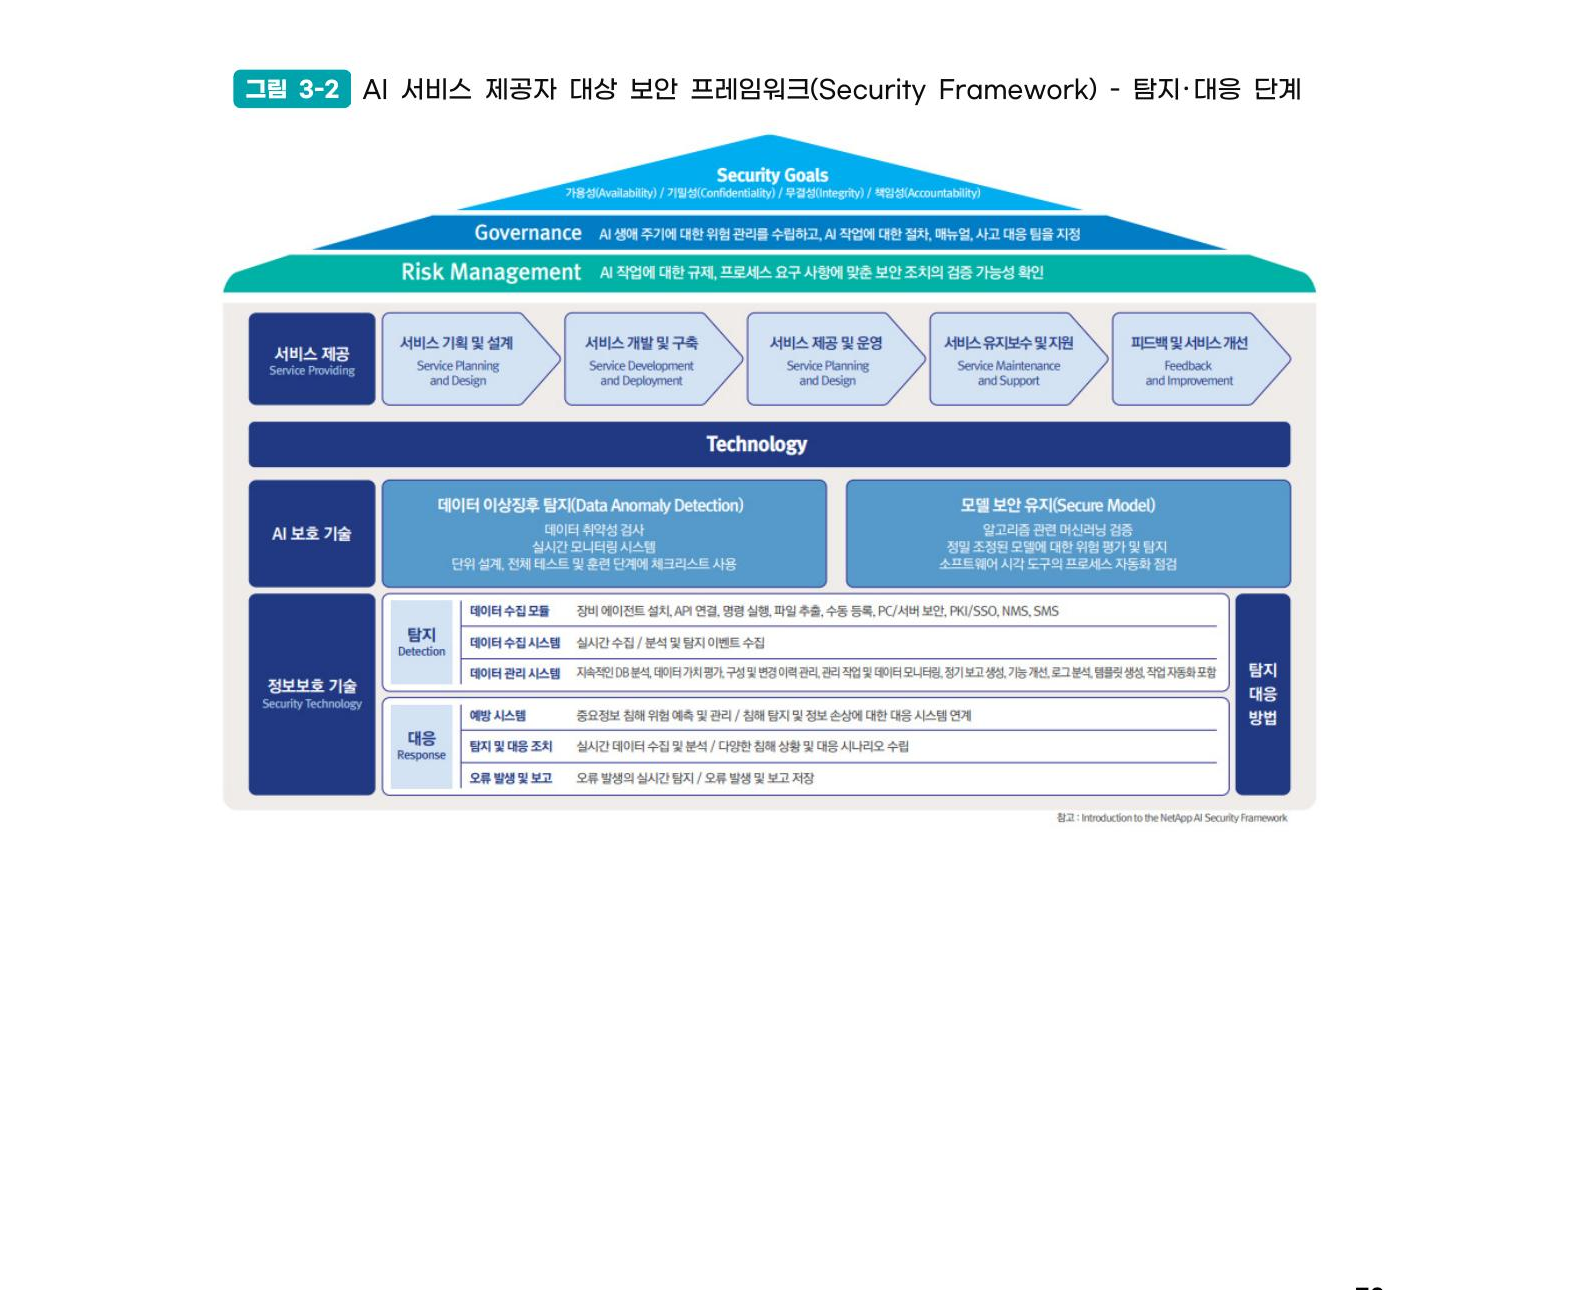 그림 3-2 AI 서비스 제공자 대상 보안 프레임워크(Security Framework) - 탐지·대응 단계
Security Goals
가용성(Availability) / 기밀성(Confidentiality) / 무결성(Integrity) / 책임성(Accountability)
Governance AI 생애 주기에 대한 위험 관리를 수립하고, AI 작업에 대한 절차, 매뉴얼, 사고 대응 팀을 지정
Risk Management AI 작업에 대한 규제, 프로세스 요구 사항에 맞춘 보안 조치의 검증 가능성 확인
서비스 제공
Service Providing
서비스 기획 및 설계
Service Planning
and Design
서비스 개발 및 구축
Service Development
and Deployment
서비스 제공 및 운영
Service Planning
and Design
서비스 유지보수 및 지원
Service Maintenance
and Support
피드백 및 서비스 개선
Feedback
and Improvement
Technology
AI 보호 기술
데이터 이상징후 탐지(Data Anomaly Detection)
데이터 취약성 검사
실시간 모니터링 시스템
단위 설계, 전체 테스트 및 훈련 단계에 체크리스트 사용
모델 보안 유지(Secure Model)
알고리즘 관련 머신러닝 검증
정밀 조정된 모델에 대한 위험 평가 및 탐지
소프트웨어 시각 도구의 프로세스 자동화 점검
정보보호 기술
Security Technology
탐지
Detection
데이터 수집 모듈 장비 에이전트 설치, API 연결, 명령 실행, 파일 추출, 수동 등록, PC/서버 보안, PKI/SSO, NMS, SMS
데이터 수집 시스템 실시간 수집 / 분석 및 탐지 이벤트 수집
데이터 관리 시스템 지속적인 DB 분석, 데이터 가치 평가, 구성 및 변경 이력 관리, 관리 작업 및 데이터 모니터링, 정기 보고 생성, 기능 개선, 로그 분석, 템플릿 생성, 작업 자동화 포함
대응
Response
예방 시스템 중요정보 침해 위험 예측 및 관리 / 침해 탐지 및 정보 손상에 대한 대응 시스템 연계
탐지 및 대응 조치 실시간 데이터 수집 및 분석 / 다양한 침해 상황 및 대응 시나리오 수립
오류 발생 및 보고 오류 발생의 실시간 탐지 / 오류 발생 및 보고 저장
탐지
대응
방법
참고 : Introduction to the NetApp AI Security Framework